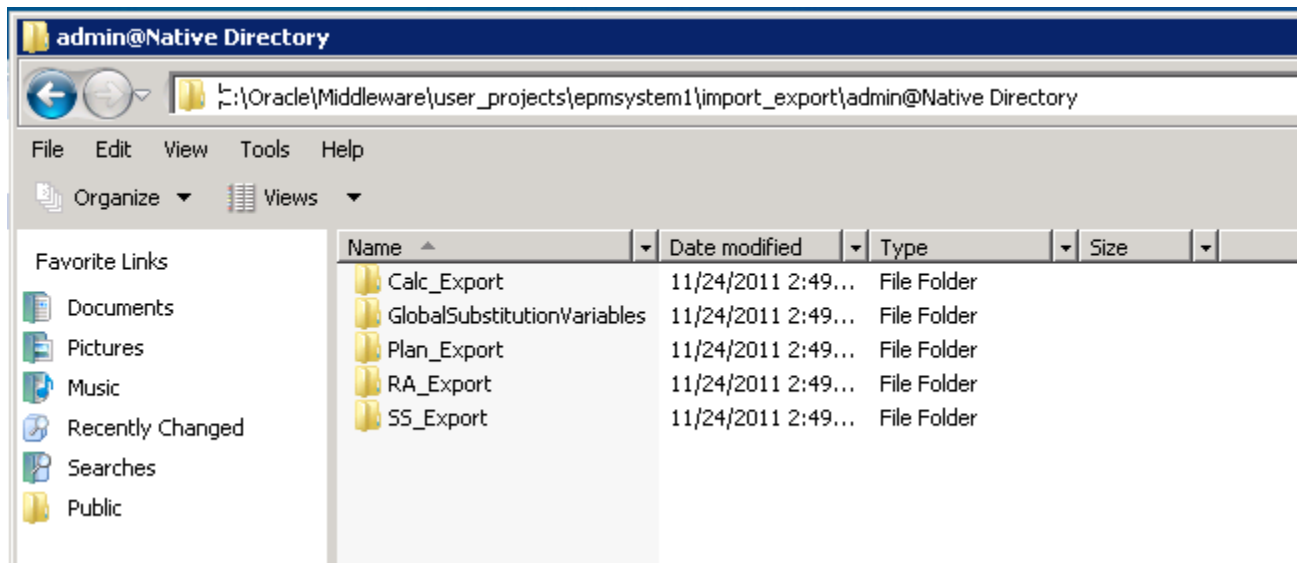 admin@Native Directory
:\Oracle\Middleware\user_projects\epmsystem1\import_export\admin@Native Directory
File Edit View Tools Help
Organize Views
Favorite Links
Documents
Pictures
Music
Recently Changed
Searches
Public
Name Date modified Type Size
Calc_Export 11/24/2011 2:49... File Folder
GlobalSubstitutionVariables 11/24/2011 2:49... File Folder
Plan_Export 11/24/2011 2:49... File Folder
RA_Export 11/24/2011 2:49... File Folder
SS_Export 11/24/2011 2:49... File Folder